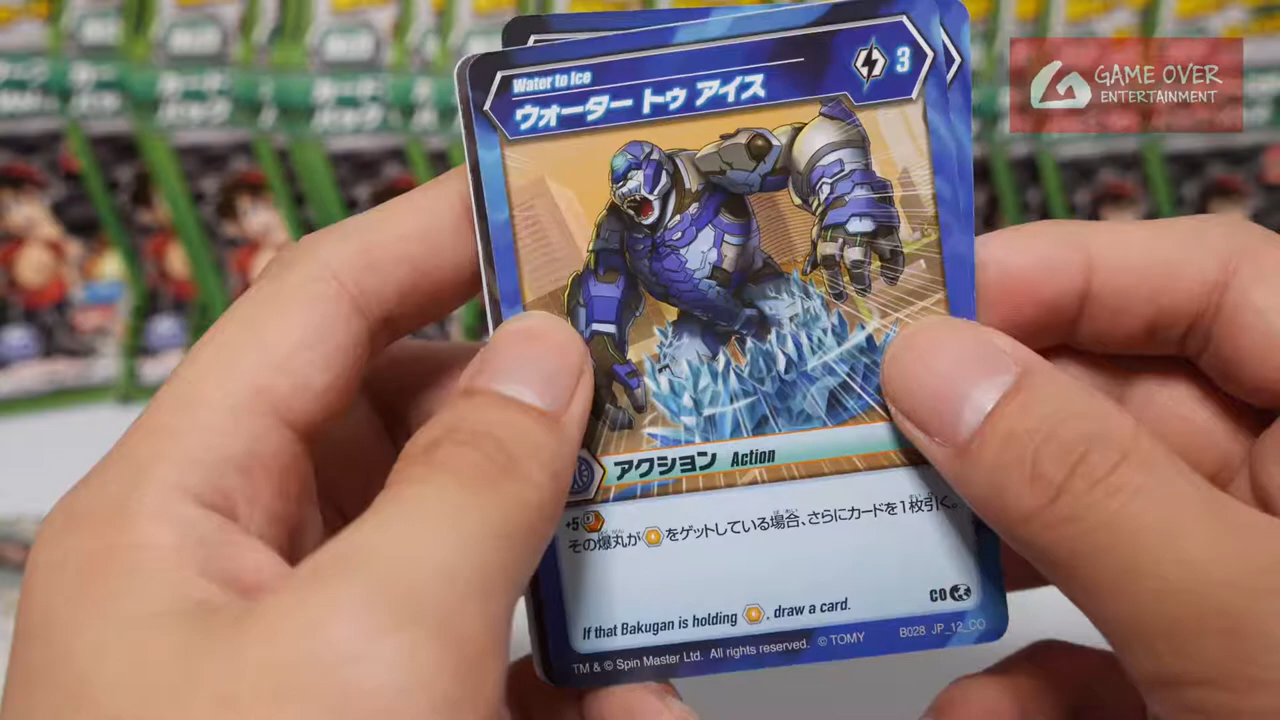 GAME OVER
ENTERTAINMENT
Water to Ice
ウォーター トゥ アイス
3
アクション Action
+5
その爆丸が をゲットしている場合、さらにカードを1枚引く。
If that Bakugan is holding , draw a card.
CO
TM & © Spin Master Ltd. All rights reserved. © TOMY B028 JP_12_CO